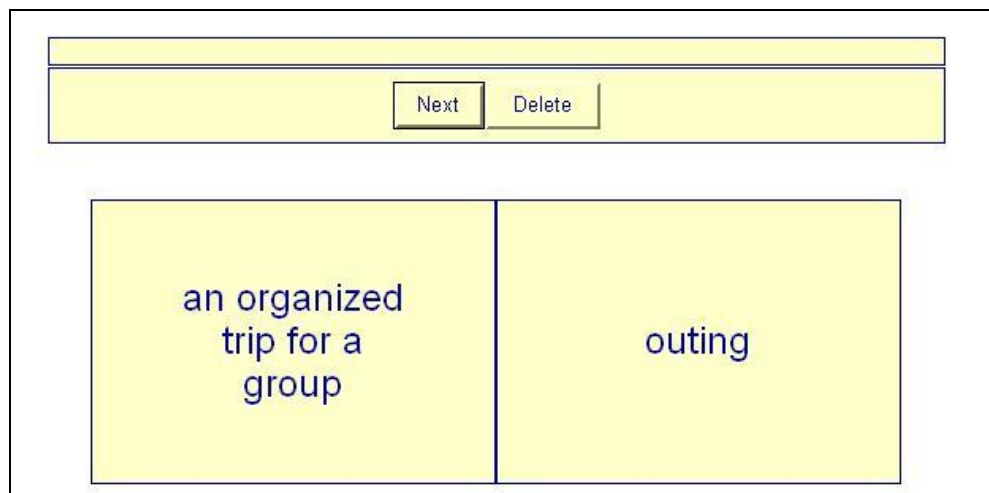 Next Delete
an organized
trip for a
group
outing